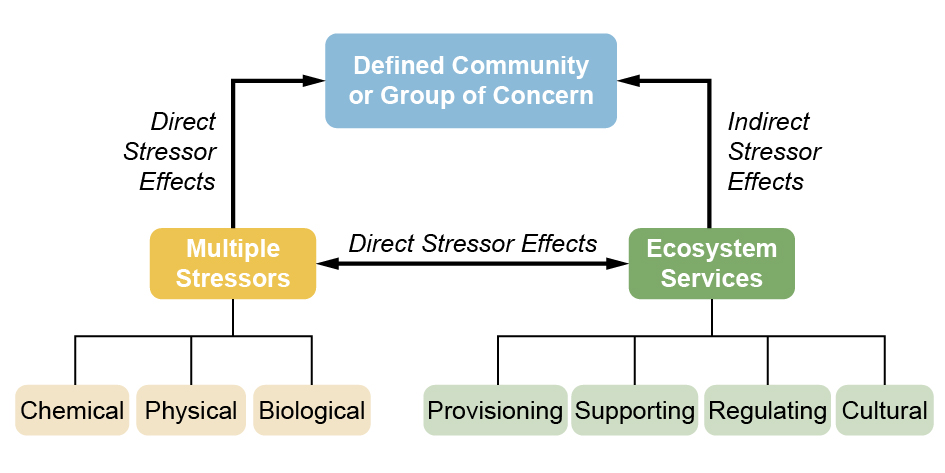 Defined Community
or Group of Concern
Direct
Stressor
Effects
Indirect
Stressor
Effects
Multiple
Stressors
Direct Stressor Effects
Ecosystem
Services
Chemical
Physical
Biological
Provisioning
Supporting
Regulating
Cultural